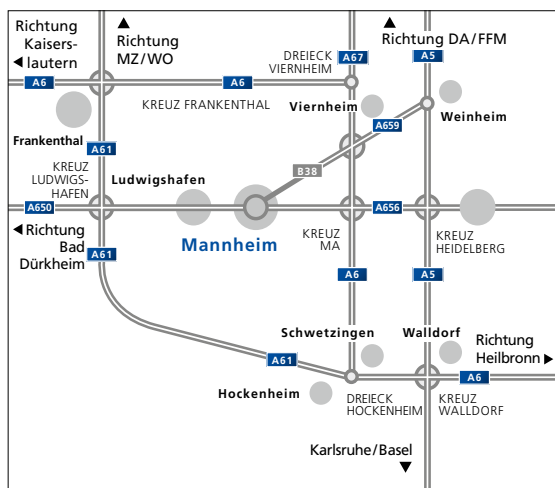 Richtung
Kaisers-
lautern
Richtung
MZ/WO
DREIECK
VIERNHEIM
A67
Richtung DA/FFM
A5
A6
A6
KREUZ FRANKENTHAL
Viernheim
Weinheim
A659
Frankenthal
A61
KREUZ
LUDWIGS-
HAFEN
Ludwigshafen
B38
A650
A656
Richtung
Bad
Dürkheim
A61
Mannheim
KREUZ
MA
KREUZ
HEIDELBERG
A6
A5
Schwetzingen
Walldorf
Richtung
Heilbronn
A61
A6
Hockenheim
DREIECK
HOCKENHEIM
KREUZ
WALLDORF
Karlsruhe/Basel